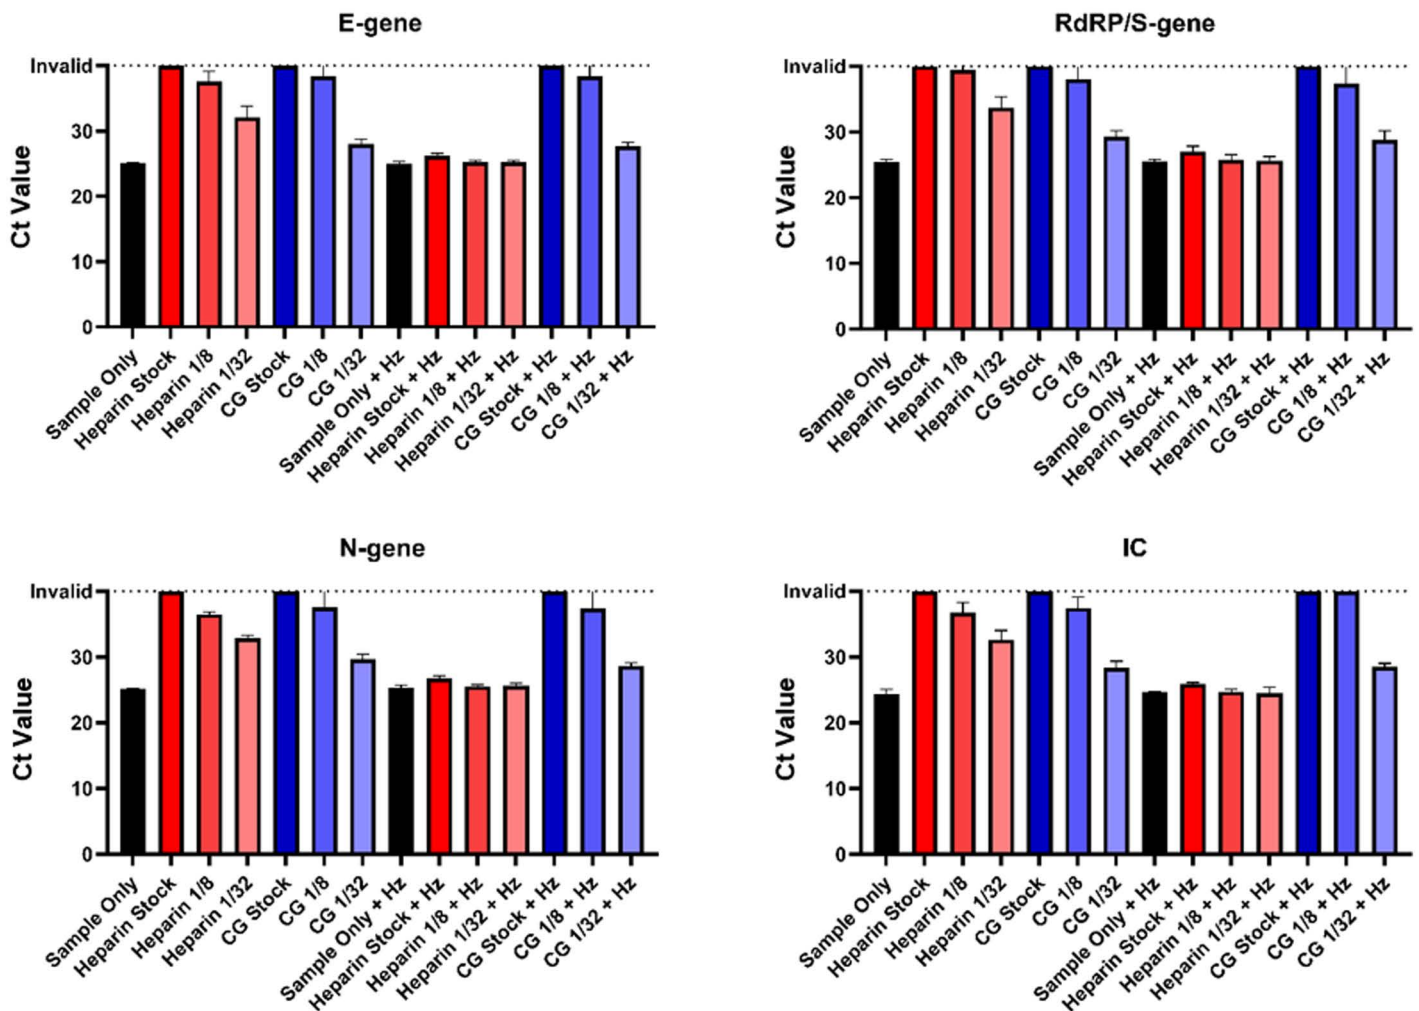 E-gene
Invalid
30
20
10
0
Ct Value
Sample Only
Heparin Stock
Heparin 1/8
Heparin 1/32
CG Stock
CG 1/8
CG 1/32
Sample Only + Hz
Heparin Stock + Hz
Heparin 1/8 + Hz
Heparin 1/32 + Hz
CG Stock + Hz
CG 1/8 + Hz
CG 1/32 + Hz
RdRP/S-gene
Invalid
30
20
10
0
Ct Value
Sample Only
Heparin Stock
Heparin 1/8
Heparin 1/32
CG Stock
CG 1/8
CG 1/32
Sample Only + Hz
Heparin Stock + Hz
Heparin 1/8 + Hz
Heparin 1/32 + Hz
CG Stock + Hz
CG 1/8 + Hz
CG 1/32 + Hz
N-gene
Invalid
30
20
10
0
Ct Value
Sample Only
Heparin Stock
Heparin 1/8
Heparin 1/32
CG Stock
CG 1/8
CG 1/32
Sample Only + Hz
Heparin Stock + Hz
Heparin 1/8 + Hz
Heparin 1/32 + Hz
CG Stock + Hz
CG 1/8 + Hz
CG 1/32 + Hz
IC
Invalid
30
20
10
0
Ct Value
Sample Only
Heparin Stock
Heparin 1/8
Heparin 1/32
CG Stock
CG 1/8
CG 1/32
Sample Only + Hz
Heparin Stock + Hz
Heparin 1/8 + Hz
Heparin 1/32 + Hz
CG Stock + Hz
CG 1/8 + Hz
CG 1/32 + Hz